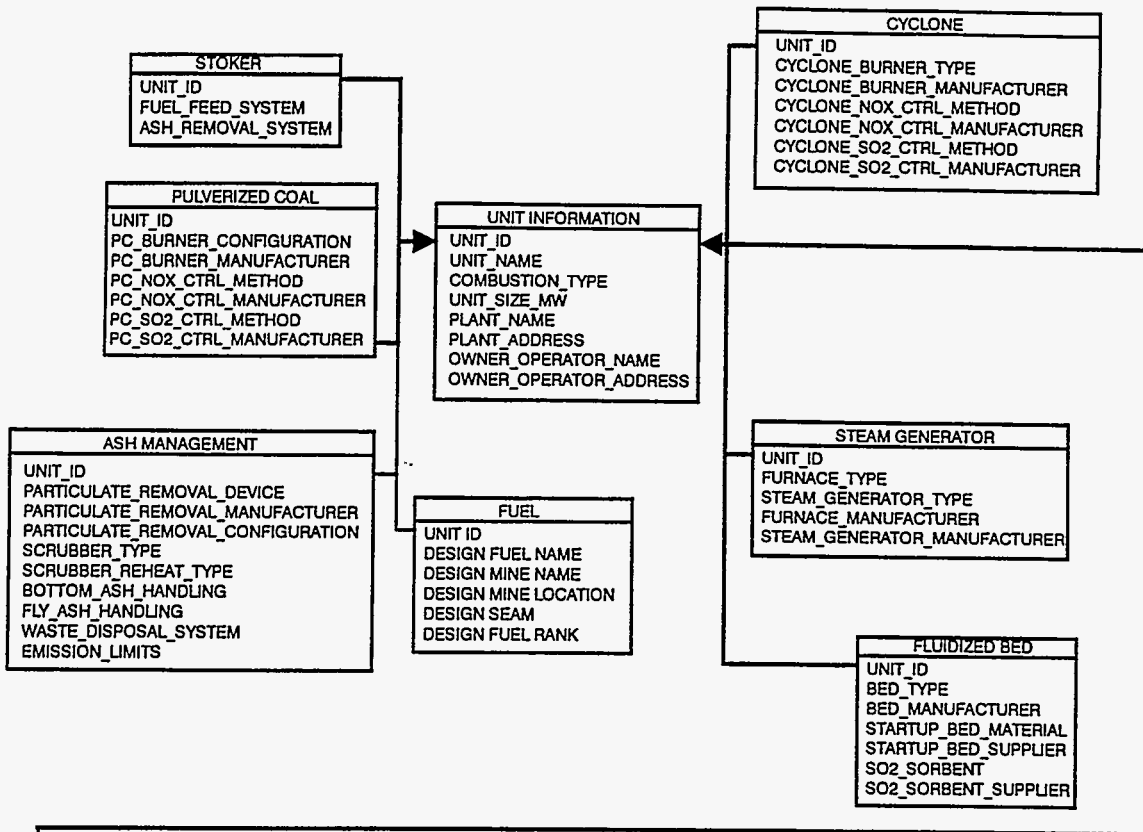 STOKER
UNIT_ID
FUEL_FEED_SYSTEM
ASH_REMOVAL_SYSTEM
PULVERIZED COAL
UNIT_ID
PC_BURNER_CONFIGURATION
PC_BURNER_MANUFACTURER
PC_NOX_CTRL_METHOD
PC_NOX_CTRL_MANUFACTURER
PC_SO2_CTRL_METHOD
PC_SO2_CTRL_MANUFACTURER
ASH MANAGEMENT
UNIT_ID
PARTICULATE_REMOVAL_DEVICE
PARTICULATE_REMOVAL_MANUFACTURER
PARTICULATE_REMOVAL_CONFIGURATION
SCRUBBER_TYPE
SCRUBBER_REHEAT_TYPE
BOTTOM_ASH_HANDLING
FLY_ASH_HANDLING
WASTE_DISPOSAL_SYSTEM
EMISSION_LIMITS
UNIT INFORMATION
UNIT_ID
UNIT_NAME
COMBUSTION_TYPE
UNIT_SIZE_MW
PLANT_NAME
PLANT_ADDRESS
OWNER_OPERATOR_NAME
OWNER_OPERATOR_ADDRESS
FUEL
UNIT ID
DESIGN FUEL NAME
DESIGN MINE NAME
DESIGN MINE LOCATION
DESIGN SEAM
DESIGN FUEL RANK
CYCLONE
UNIT_ID
CYCLONE_BURNER_TYPE
CYCLONE_BURNER_MANUFACTURER
CYCLONE_NOX_CTRL_METHOD
CYCLONE_NOX_CTRL_MANUFACTURER
CYCLONE_SO2_CTRL_METHOD
CYCLONE_SO2_CTRL_MANUFACTURER
STEAM GENERATOR
UNIT_ID
FURNACE_TYPE
STEAM_GENERATOR_TYPE
FURNACE_MANUFACTURER
STEAM_GENERATOR_MANUFACTURER
FLUIDIZED BED
UNIT_ID
BED_TYPE
BED_MANUFACTURER
STARTUP_BED_MATERIAL
STARTUP_BED_SUPPLIER
SO2_SORBENT
SO2_SORBENT_SUPPLIER